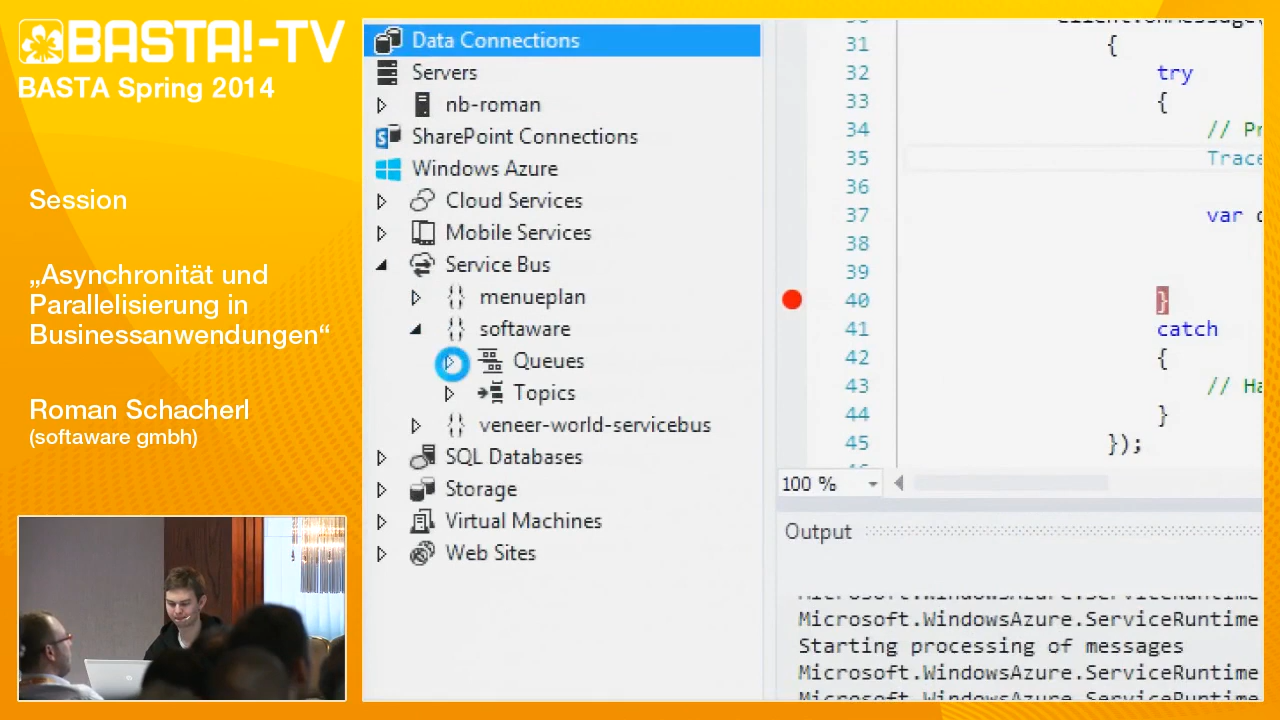 BASTA!-TV
BASTA Spring 2014
Session
„Asynchronität und
Parallelisierung in
Businessanwendungen“
Roman Schacherl
(softaware gmbh)
Data Connections
Servers
nb-roman
SharePoint Connections
Windows Azure
Cloud Services
Mobile Services
Service Bus
menueplan
softaware
Queues
Topics
veneer-world-servicebus
SQL Databases
Storage
Virtual Machines
Web Sites
31 {
32 try
33 {
34 //
35 Trace
36
37 var
38
39
40 }
41 catch
42 {
43 //
44 }
45 });
100 %
Output
Microsoft.WindowsAzure.ServiceRuntime
Starting processing of messages
Microsoft.WindowsAzure.ServiceRuntime